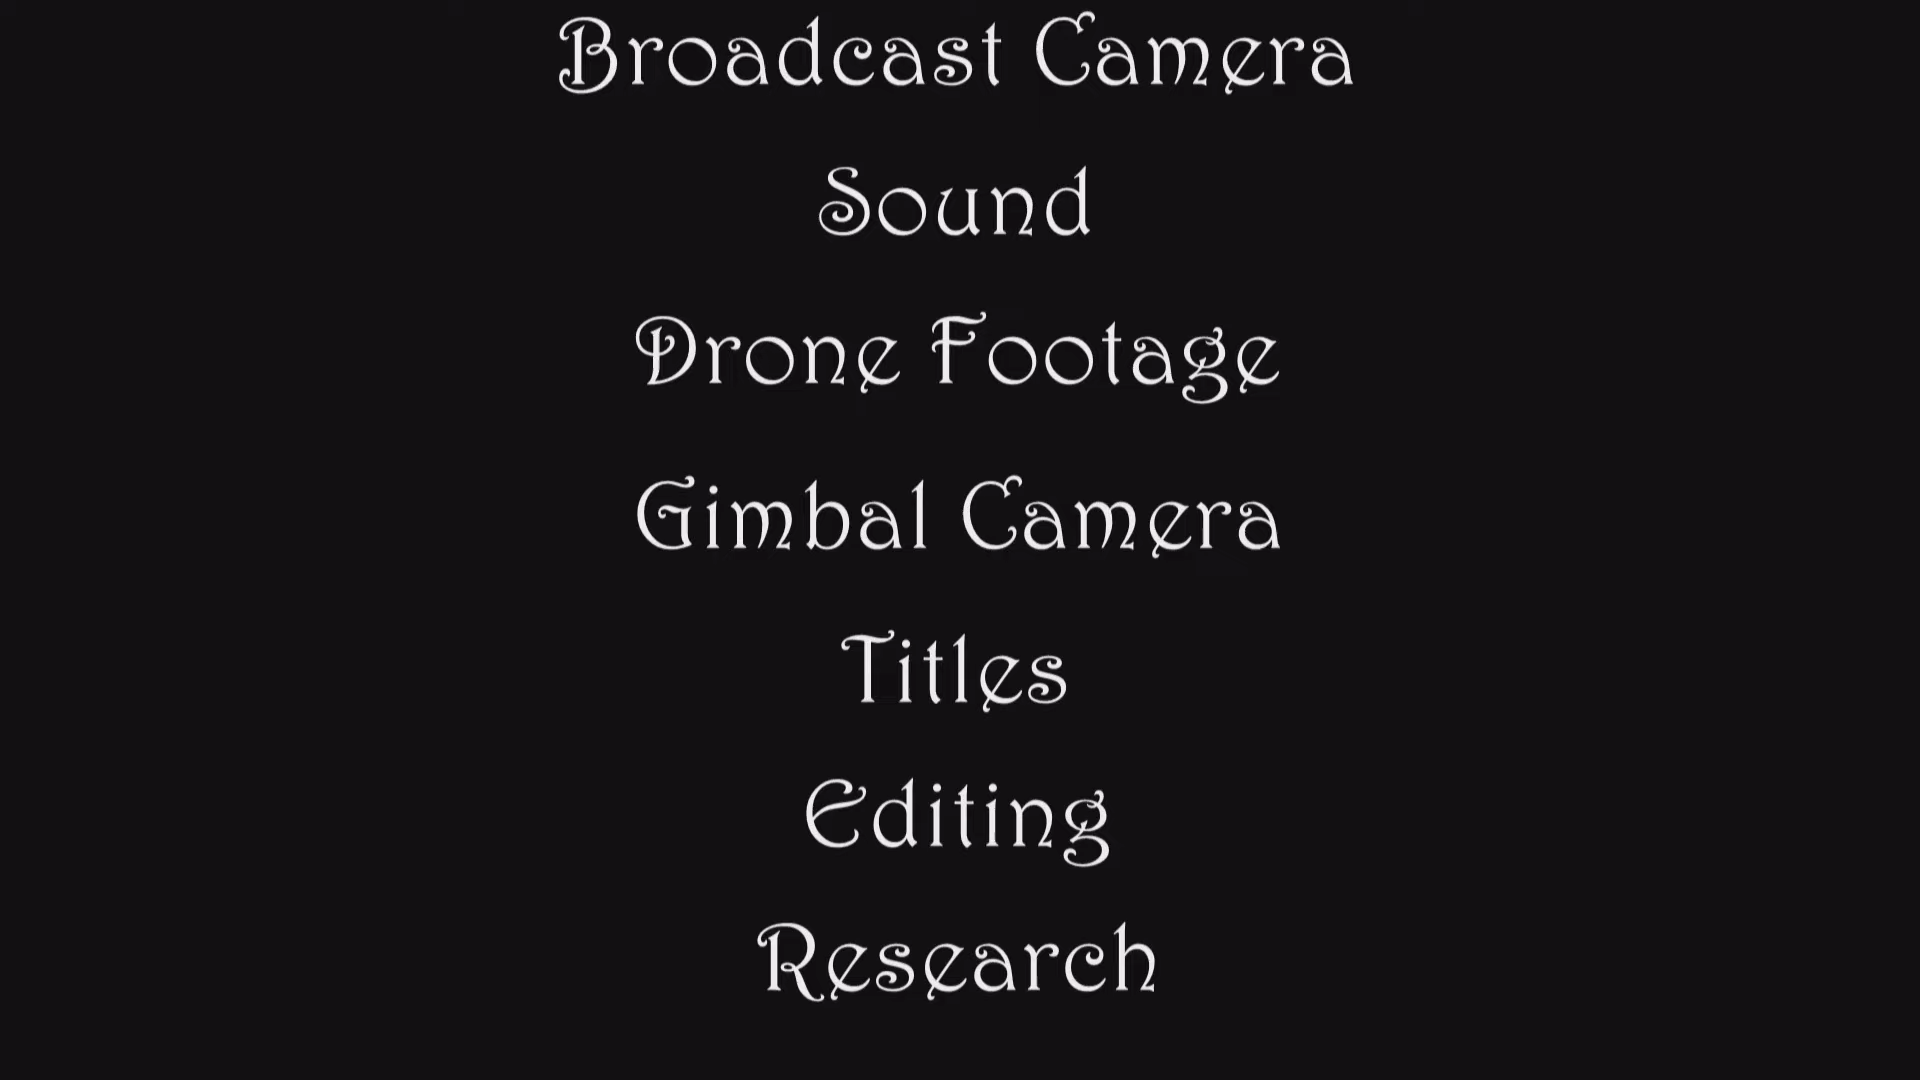 Broadcast Camera
Sound
Drone Footage
Gimbal Camera
Titles
Editing
Research